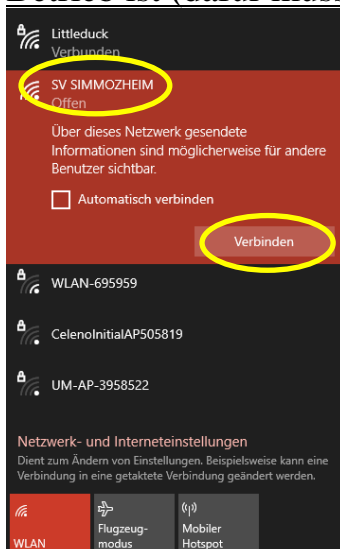 Littleduck
Verbunden
SV SIMMOZHEIM
Offen
Über dieses Netzwerk gesendete
Informationen sind möglicherweise für andere
Benutzer sichtbar.
Automatisch verbinden
Verbinden
WLAN-695959
CelenoInitialAP505819
UM-AP-3958522
Netzwerk- und Interneteinstellungen
Dient zum Ändern von Einstellungen. Beispielsweise kann eine
Verbindung in eine getaktete Verbindung geändert werden.
WLAN
Flugzeug-
modus
Mobiler
Hotspot